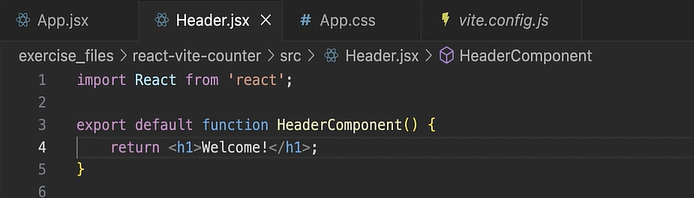 App.jsx Header.jsx × # App.css vite.config.js
exercise_files > react-vite-counter > src > Header.jsx > HeaderComponent
1 import React from 'react';
2
3 export default function HeaderComponent() {
4     return <h1>Welcome!</h1>;
5 }
6